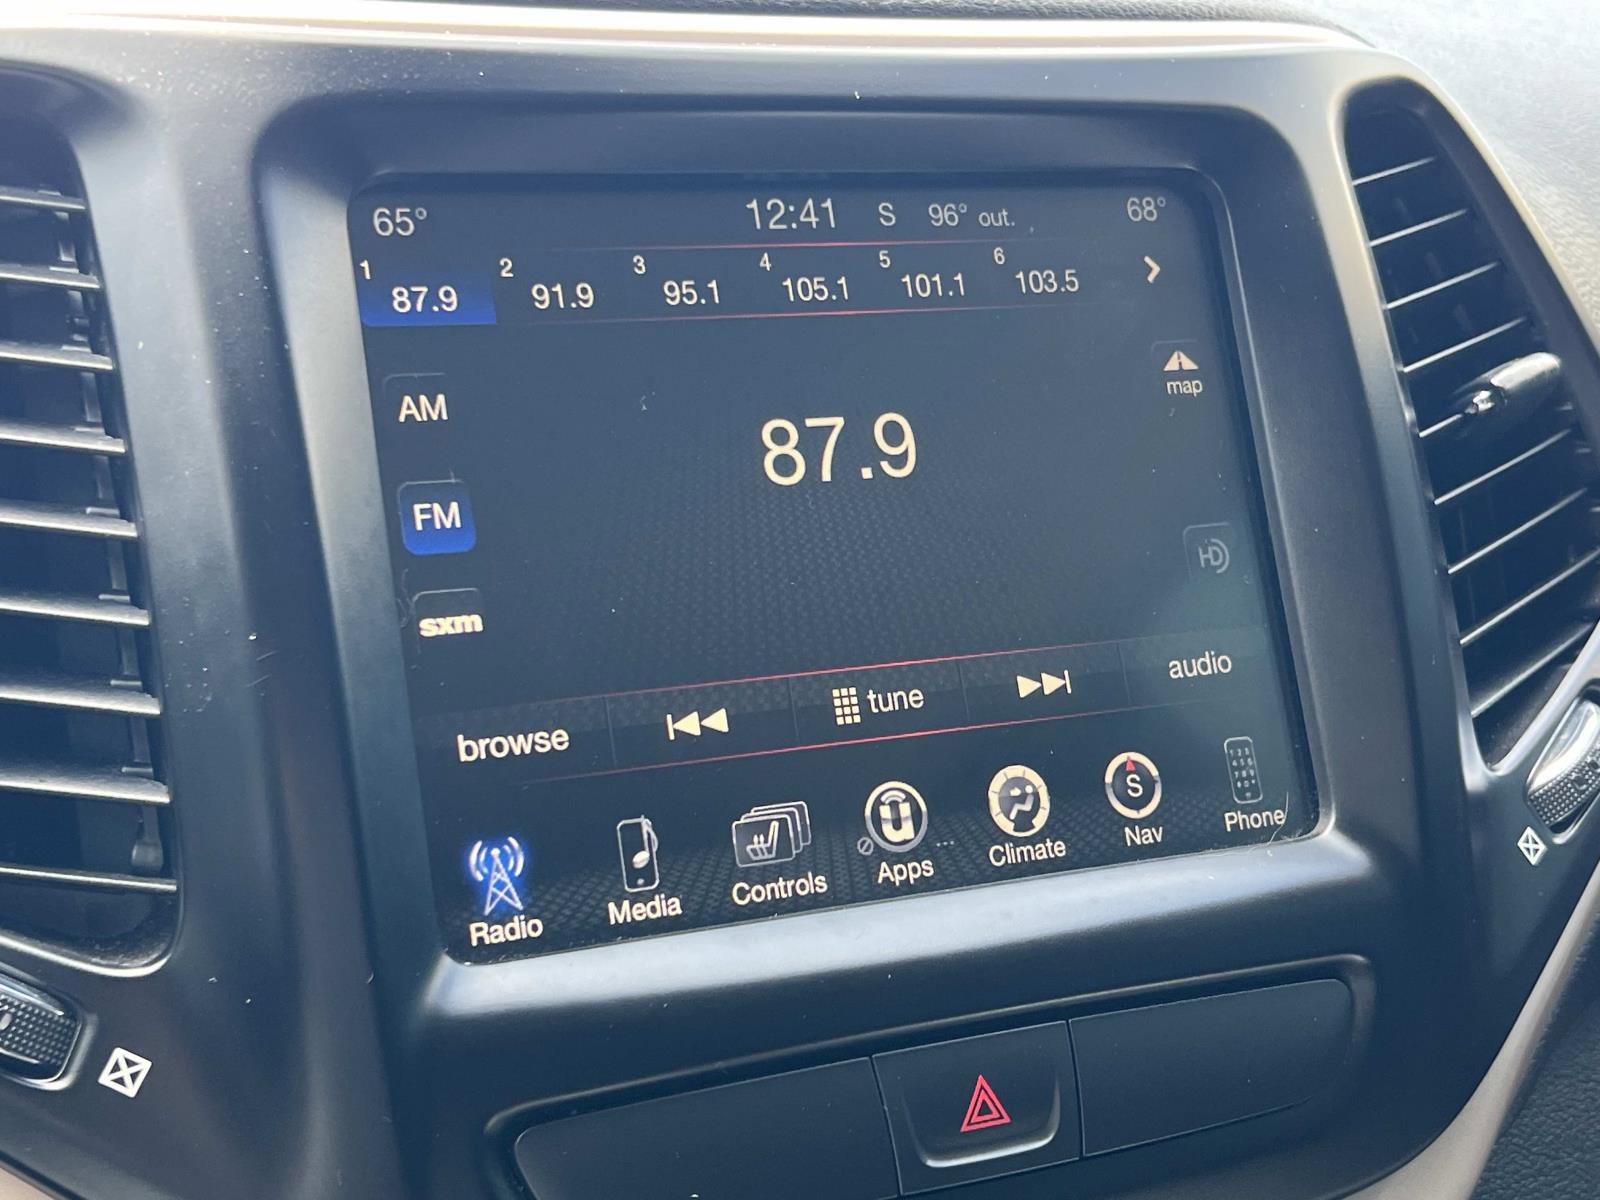 65° 12:41 S 96° out. 68°
1 87.9 2 91.9 3 95.1 4 105.1 5 101.1 6 103.5
map
AM
87.9
FM
HD
sxm
browse tune audio
Radio Media Controls Apps Climate S Nav Phone